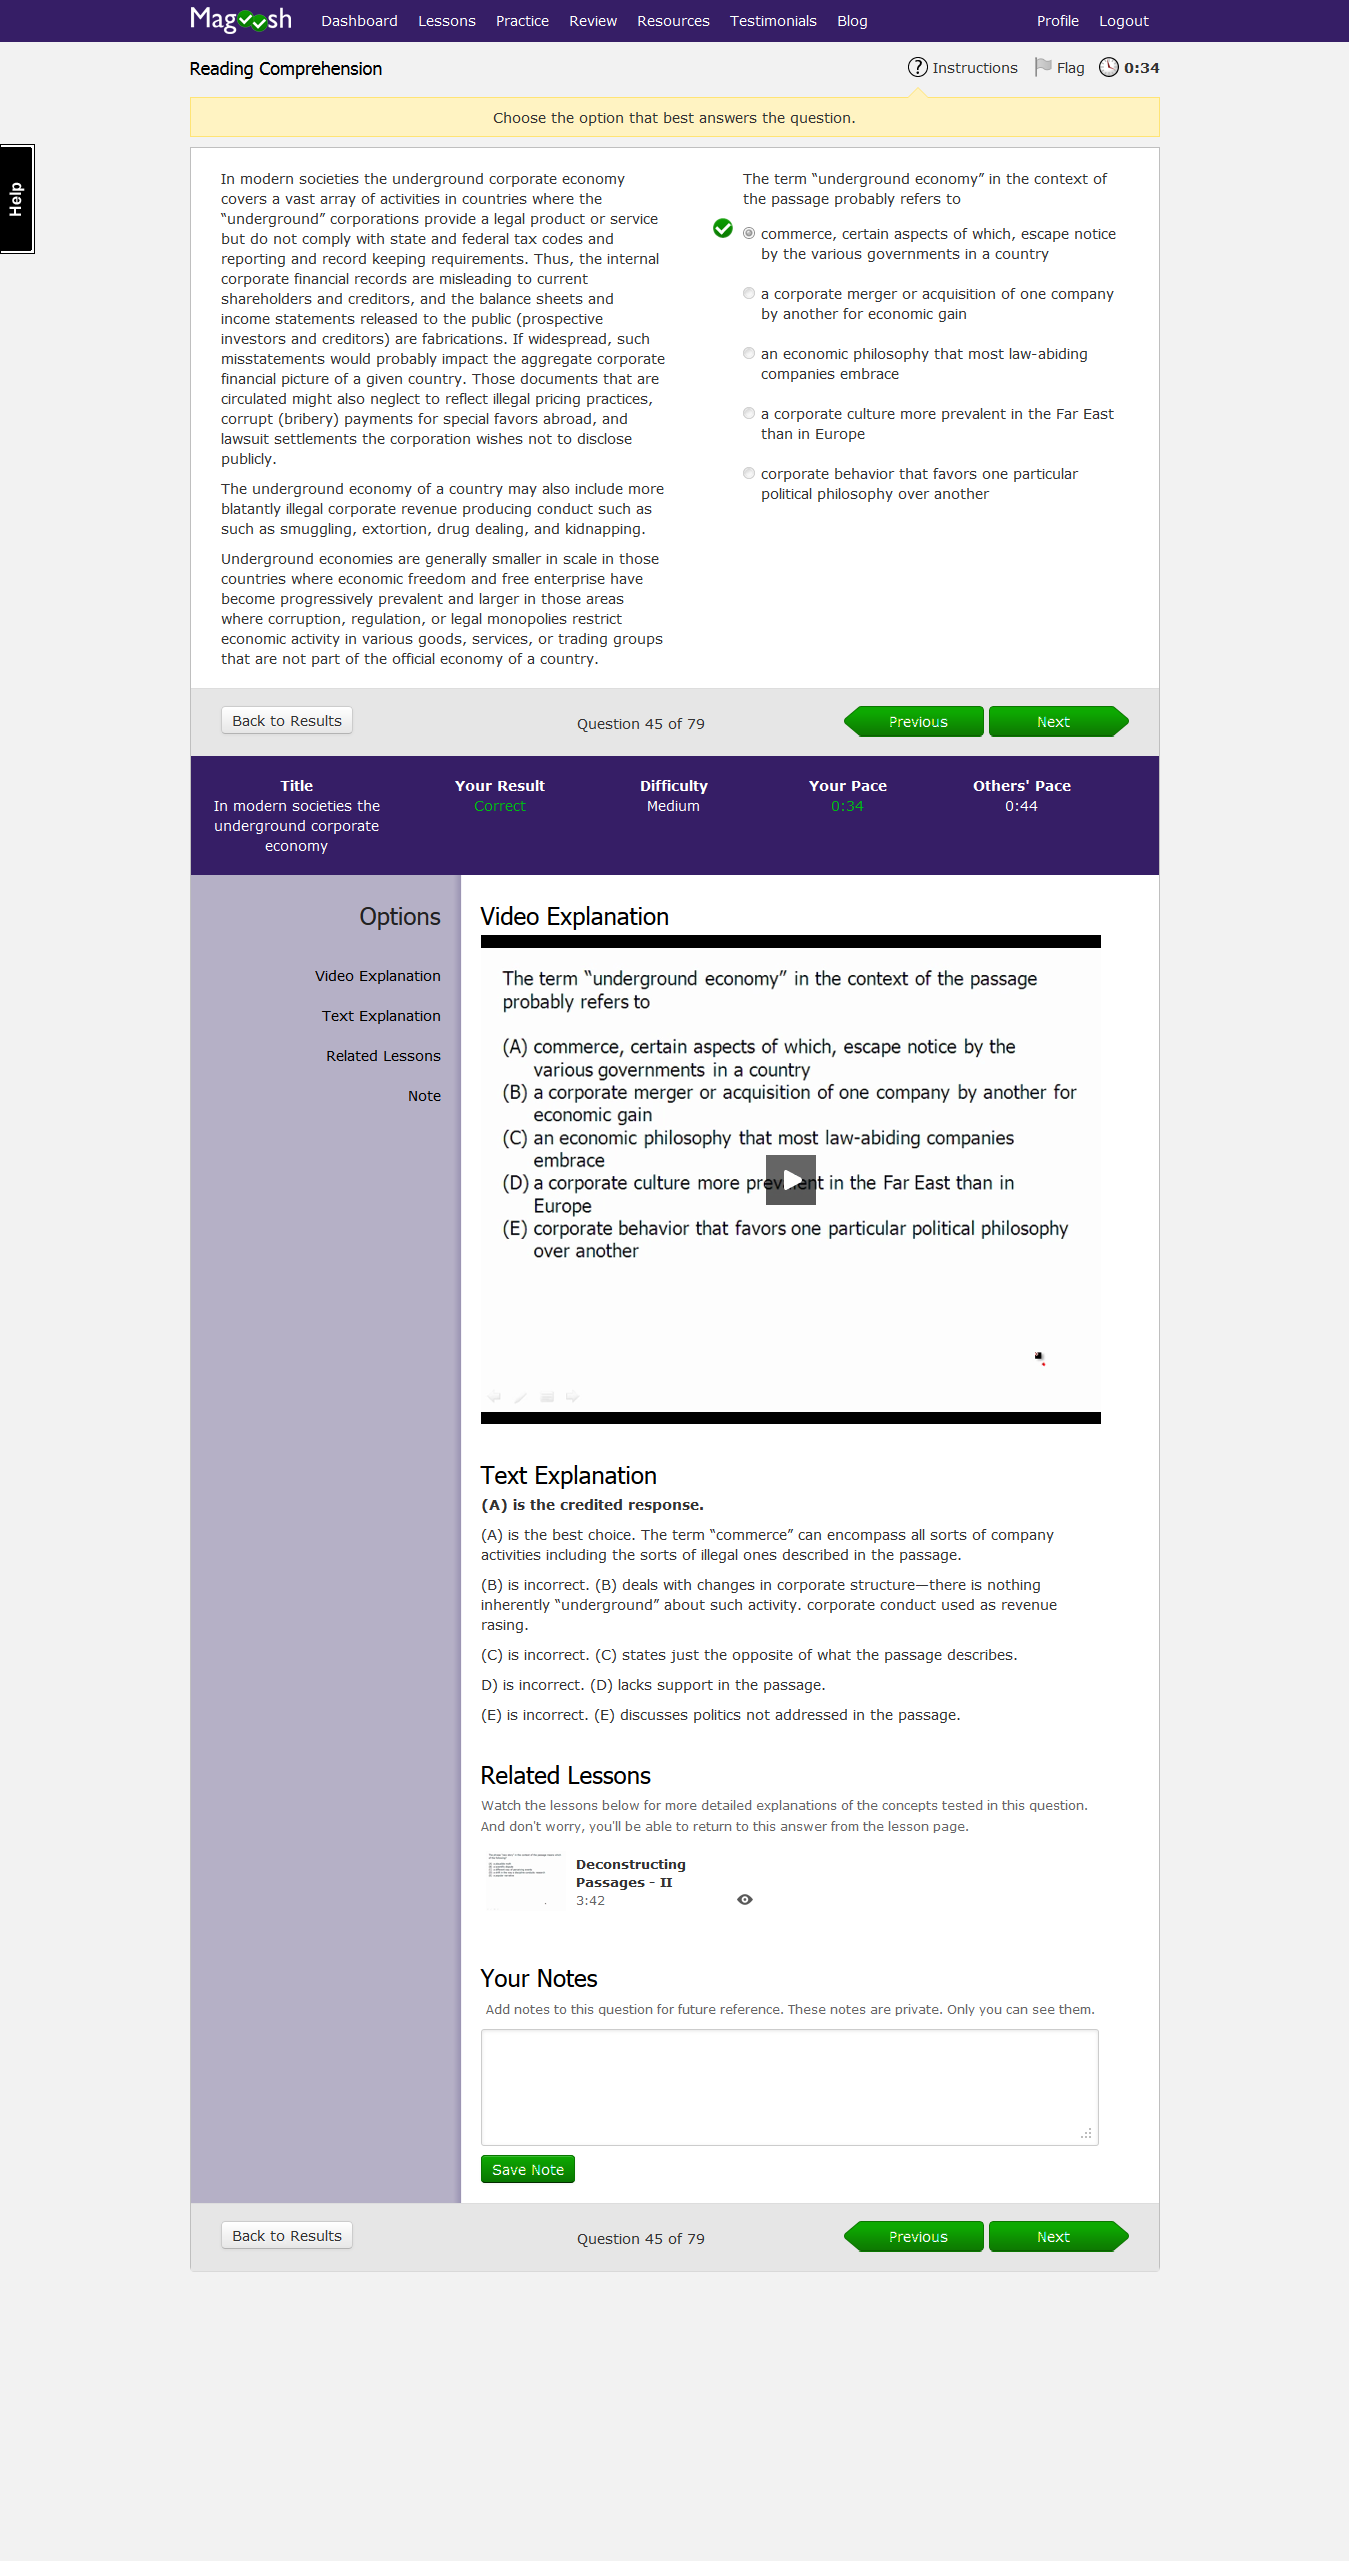 Magoosh Dashboard Lessons Practice Review Resources Testimonials Blog Profile Logout
Reading Comprehension
Instructions Flag 0:34
Choose the option that best answers the question.
Help
In modern societies the underground corporate economy
covers a vast array of activities in countries where the
“underground” corporations provide a legal product or service
but do not comply with state and federal tax codes and
reporting and record keeping requirements. Thus, the internal
corporate financial records are misleading to current
shareholders and creditors, and the balance sheets and
income statements released to the public (prospective
investors and creditors) are fabrications. If widespread, such
misstatements would probably impact the aggregate corporate
financial picture of a given country. Those documents that are
circulated might also neglect to reflect illegal pricing practices,
corrupt (bribery) payments for special favors abroad, and
lawsuit settlements the corporation wishes not to disclose
publicly.
The underground economy of a country may also include more
blatantly illegal corporate revenue producing conduct such as
such as smuggling, extortion, drug dealing, and kidnapping.
Underground economies are generally smaller in scale in those
countries where economic freedom and free enterprise have
become progressively prevalent and larger in those areas
where corruption, regulation, or legal monopolies restrict
economic activity in various goods, services, or trading groups
that are not part of the official economy of a country.
The term “underground economy” in the context of
the passage probably refers to
commerce, certain aspects of which, escape notice
by the various governments in a country
a corporate merger or acquisition of one company
by another for economic gain
an economic philosophy that most law-abiding
companies embrace
a corporate culture more prevalent in the Far East
than in Europe
corporate behavior that favors one particular
political philosophy over another
Back to Results Question 45 of 79 Previous Next
Title Your Result Difficulty Your Pace Others' Pace
In modern societies the Correct Medium 0:34 0:44
underground corporate
economy
Options
Video Explanation
Text Explanation
Related Lessons
Note
Video Explanation
The term “underground economy” in the context of the passage
probably refers to
(A) commerce, certain aspects of which, escape notice by the
various governments in a country
(B) a corporate merger or acquisition of one company by another for
economic gain
(C) an economic philosophy that most law-abiding companies
embrace
(D) a corporate culture more prevalent in the Far East than in
Europe
(E) corporate behavior that favors one particular political philosophy
over another
Text Explanation
(A) is the credited response.
(A) is the best choice. The term “commerce” can encompass all sorts of company
activities including the sorts of illegal ones described in the passage.
(B) is incorrect. (B) deals with changes in corporate structure—there is nothing
inherently “underground” about such activity. corporate conduct used as revenue
rasing.
(C) is incorrect. (C) states just the opposite of what the passage describes.
D) is incorrect. (D) lacks support in the passage.
(E) is incorrect. (E) discusses politics not addressed in the passage.
Related Lessons
Watch the lessons below for more detailed explanations of the concepts tested in this question.
And don't worry, you'll be able to return to this answer from the lesson page.
Deconstructing
Passages - II
3:42
Your Notes
Add notes to this question for future reference. These notes are private. Only you can see them.
Save Note
Back to Results Question 45 of 79 Previous Next